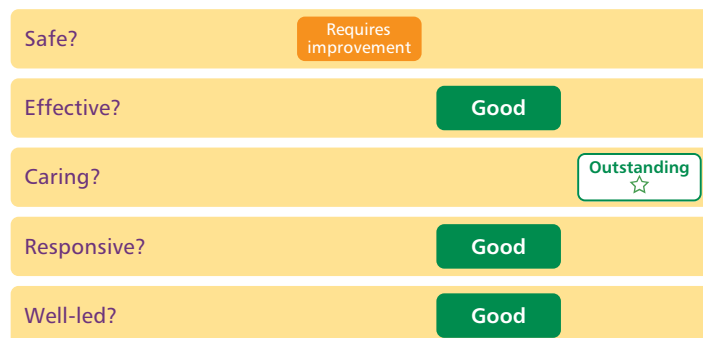 Safe?
Requires
improvement
Effective?
Good
Caring?
Outstanding
Responsive?
Good
Well-led?
Good